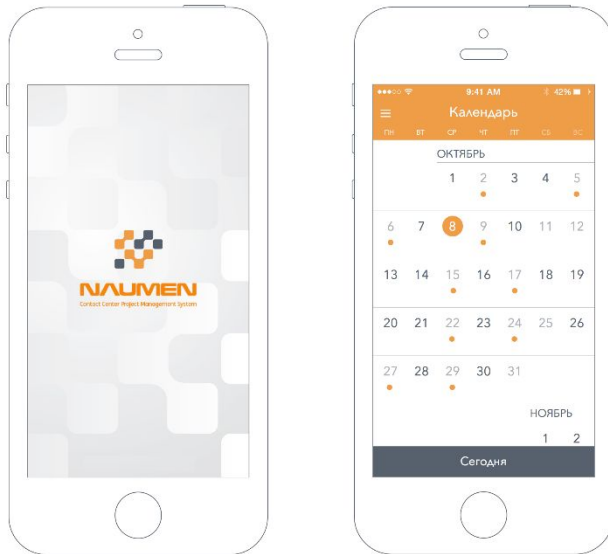 NAUMEN
Contact Center Project Management System
9:41 AM
42%
Календарь
ПН ВТ СР ЧТ ПТ СБ ВС
ОКТЯБРЬ
1 2 3 4 5
6 7 8 9 10 11 12
13 14 15 16 17 18 19
20 21 22 23 24 25 26
27 28 29 30 31
НОЯБРЬ
1 2
Сегодня